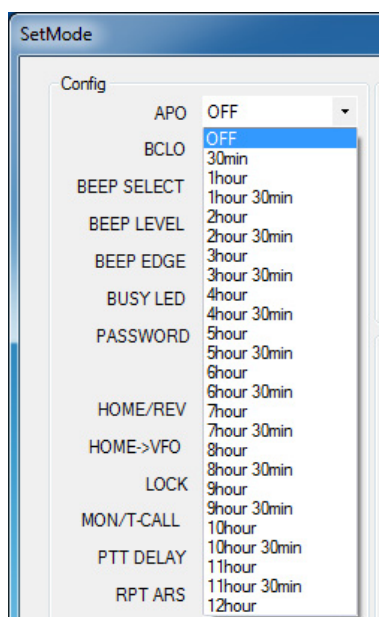 SetMode
Config
APO OFF
BCLO
BEEP SELECT
BEEP LEVEL
BEEP EDGE
BUSY LED
PASSWORD
HOME/REV
HOME->VFO
LOCK
MON/T-CALL
PTT DELAY
RPT ARS
OFF
30min
1hour
1hour 30min
2hour
2hour 30min
3hour
3hour 30min
4hour
4hour 30min
5hour
5hour 30min
6hour
6hour 30min
7hour
7hour 30min
8hour
8hour 30min
9hour
9hour 30min
10hour
10hour 30min
11hour
11hour 30min
12hour